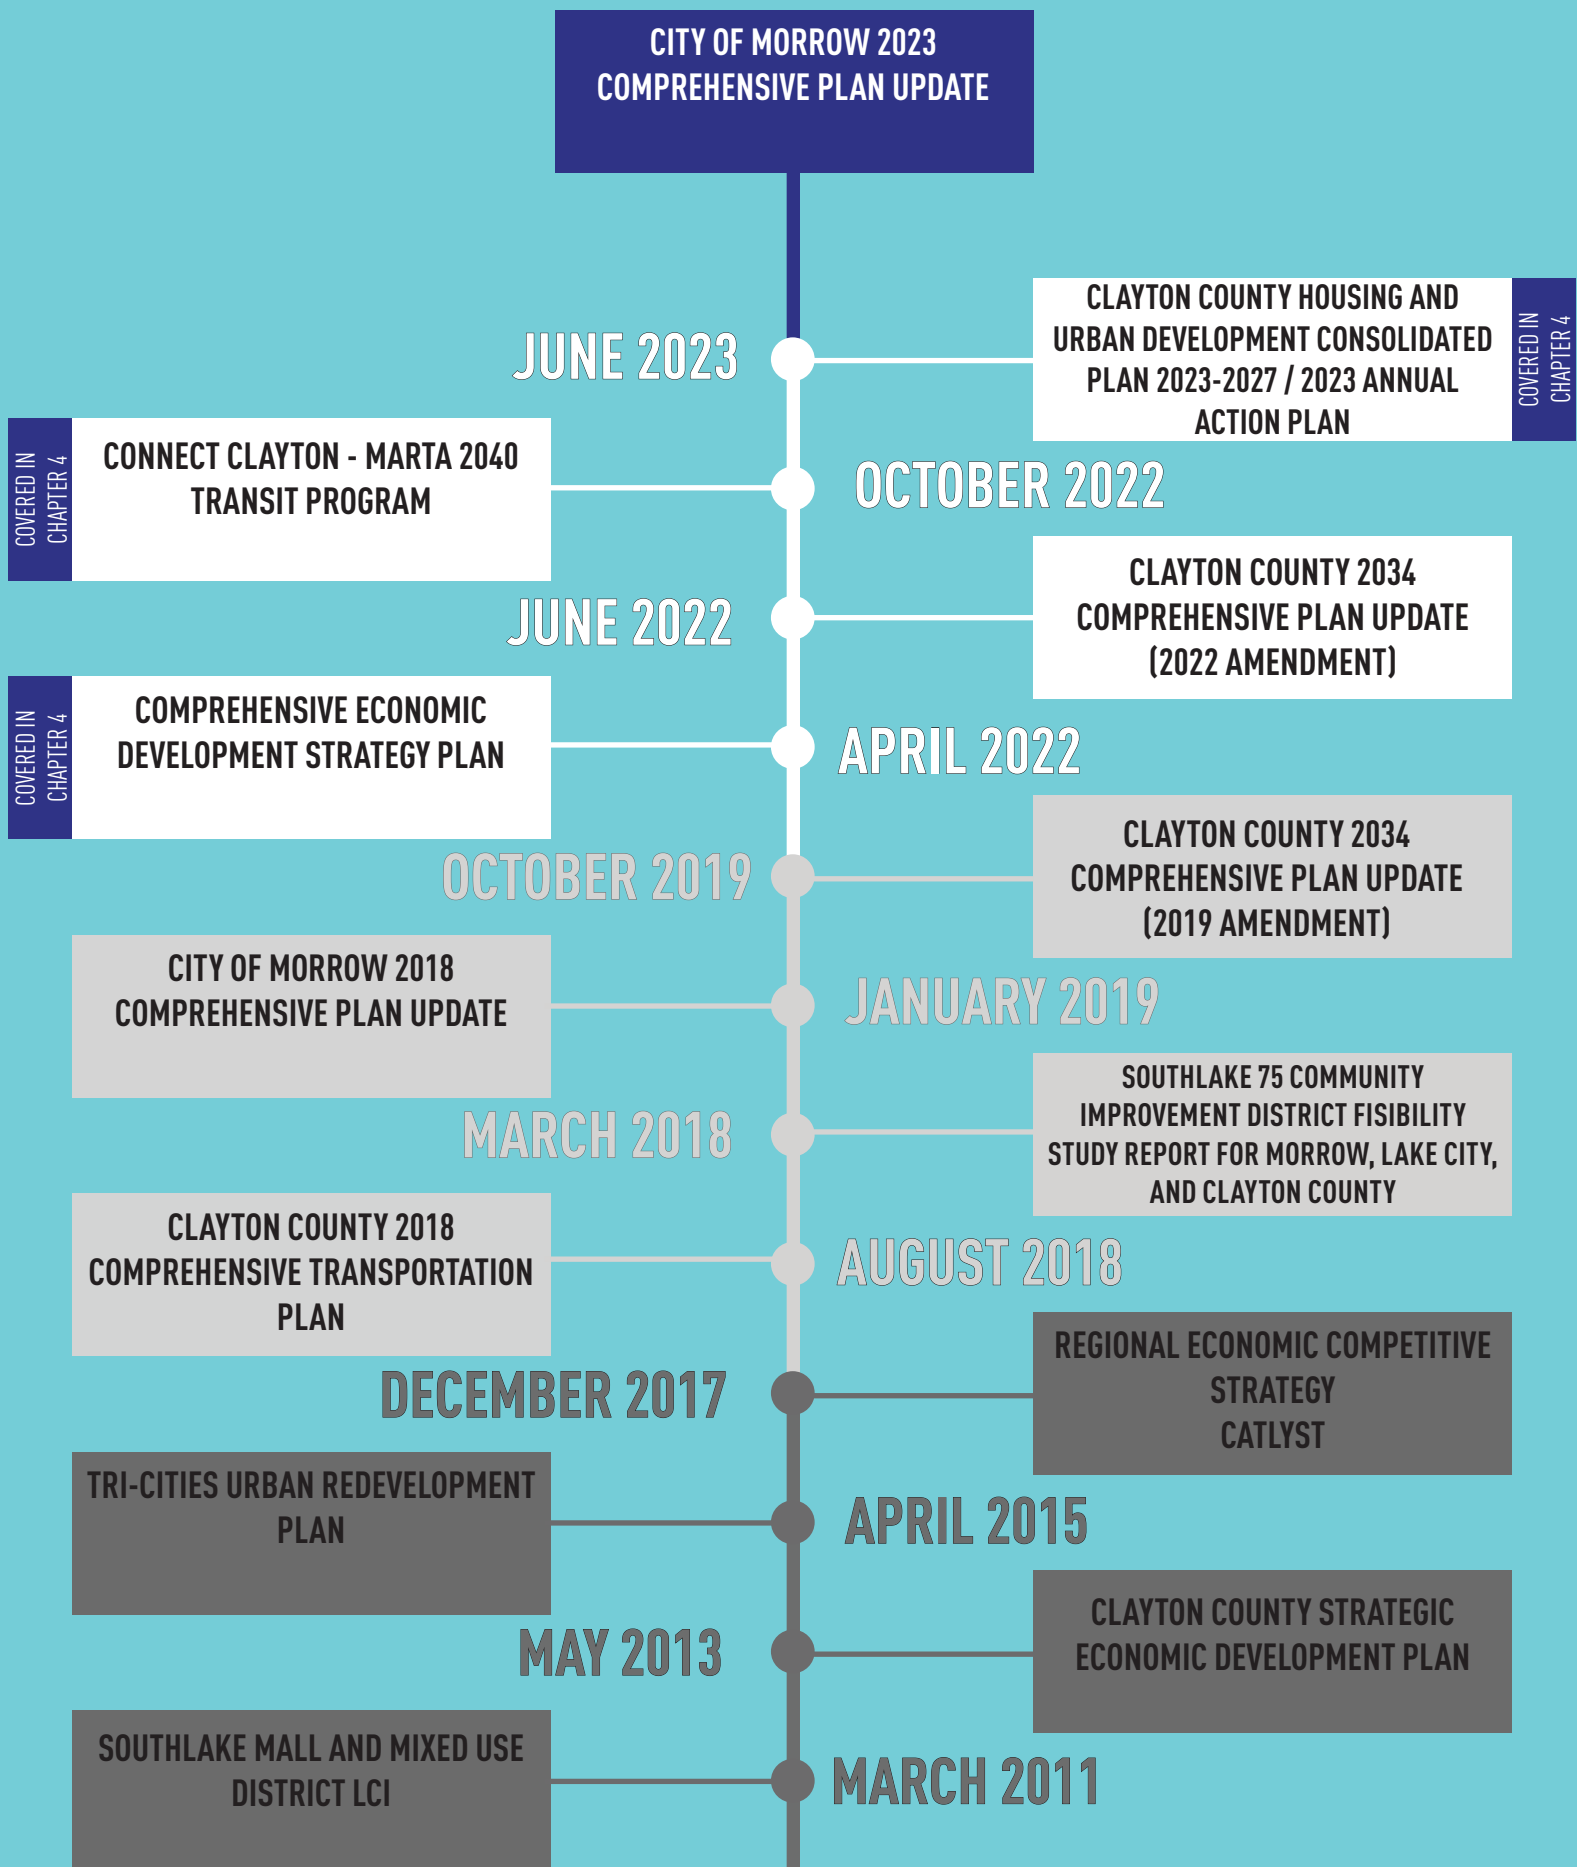 CITY OF MORROW 2023
COMPREHENSIVE PLAN UPDATE
JUNE 2023
CLAYTON COUNTY HOUSING AND
URBAN DEVELOPMENT CONSOLIDATED
PLAN 2023-2027 / 2023 ANNUAL
ACTION PLAN
COVERED IN
CHAPTER 4
COVERED IN
CHAPTER 4
CONNECT CLAYTON - MARTA 2040
TRANSIT PROGRAM
OCTOBER 2022
JUNE 2022
CLAYTON COUNTY 2034
COMPREHENSIVE PLAN UPDATE
(2022 AMENDMENT)
COVERED IN
CHAPTER 4
COMPREHENSIVE ECONOMIC
DEVELOPMENT STRATEGY PLAN
APRIL 2022
OCTOBER 2019
CLAYTON COUNTY 2034
COMPREHENSIVE PLAN UPDATE
(2019 AMENDMENT)
CITY OF MORROW 2018
COMPREHENSIVE PLAN UPDATE
JANUARY 2019
MARCH 2018
SOUTHLAKE 75 COMMUNITY
IMPROVEMENT DISTRICT FISIBILITY
STUDY REPORT FOR MORROW, LAKE CITY,
AND CLAYTON COUNTY
CLAYTON COUNTY 2018
COMPREHENSIVE TRANSPORTATION
PLAN
AUGUST 2018
DECEMBER 2017
REGIONAL ECONOMIC COMPETITIVE
STRATEGY
CATLYST
TRI-CITIES URBAN REDEVELOPMENT
PLAN
APRIL 2015
MAY 2013
CLAYTON COUNTY STRATEGIC
ECONOMIC DEVELOPMENT PLAN
SOUTHLAKE MALL AND MIXED USE
DISTRICT LCI
MARCH 2011